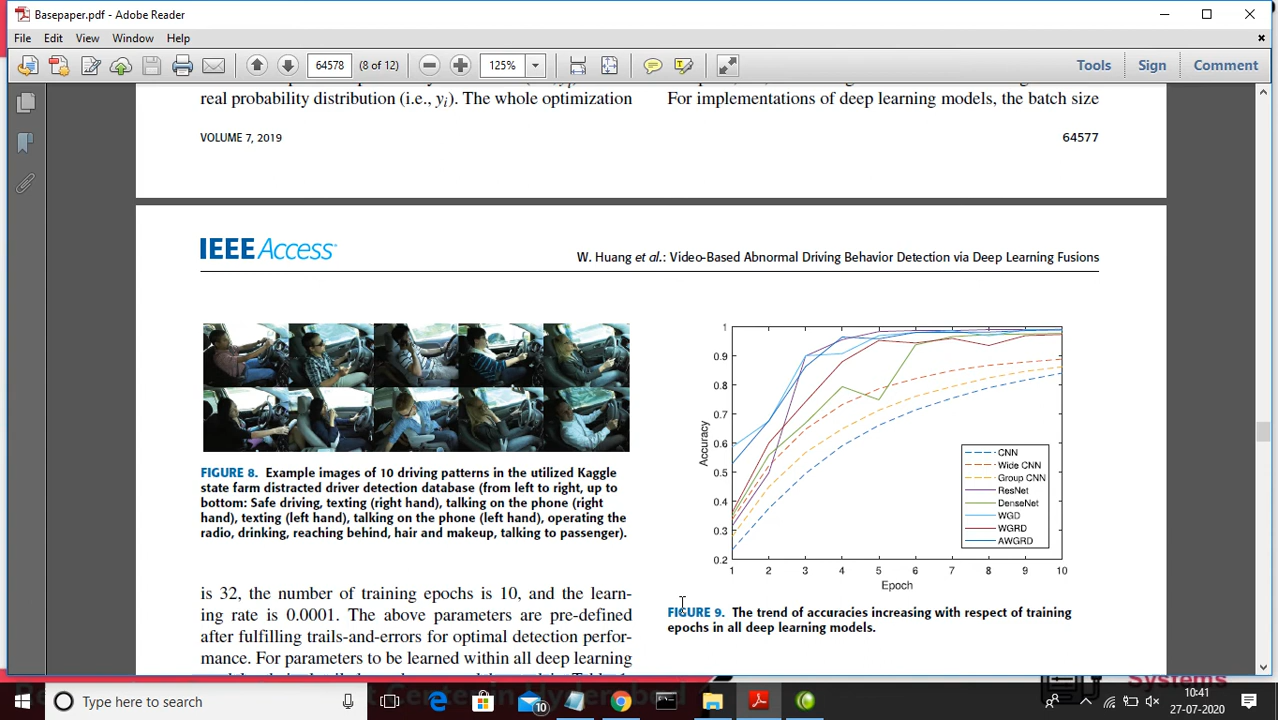 Basepaper.pdf - Adobe Reader
File Edit View Window Help
64578 (8 of 12) 125% Tools Sign Comment
real probability distribution (i.e., yi). The whole optimization
For implementations of deep learning models, the batch size
VOLUME 7, 2019
64577
IEEE Access
W. Huang et al.: Video-Based Abnormal Driving Behavior Detection via Deep Learning Fusions
FIGURE 8. Example images of 10 driving patterns in the utilized Kaggle
state farm distracted driver detection database (from left to right, up to
bottom: Safe driving, texting (right hand), talking on the phone (right
hand), texting (left hand), talking on the phone (left hand), operating the
radio, drinking, reaching behind, hair and makeup, talking to passenger).
is 32, the number of training epochs is 10, and the learn-
ing rate is 0.0001. The above parameters are pre-defined
after fulfilling trails-and-errors for optimal detection perfor-
mance. For parameters to be learned within all deep learning
1
0.9
0.8
0.7
0.6
0.5
0.4
0.3
0.2
Accuracy
CNN
Wide CNN
Group CNN
ResNet
DenseNet
WGD
WGRD
AWGRD
1 2 3 4 5 6 7 8 9 10
Epoch
FIGURE 9. The trend of accuracies increasing with respect of training
epochs in all deep learning models.
Systems
Type here to search
10
10:41
27-07-2020